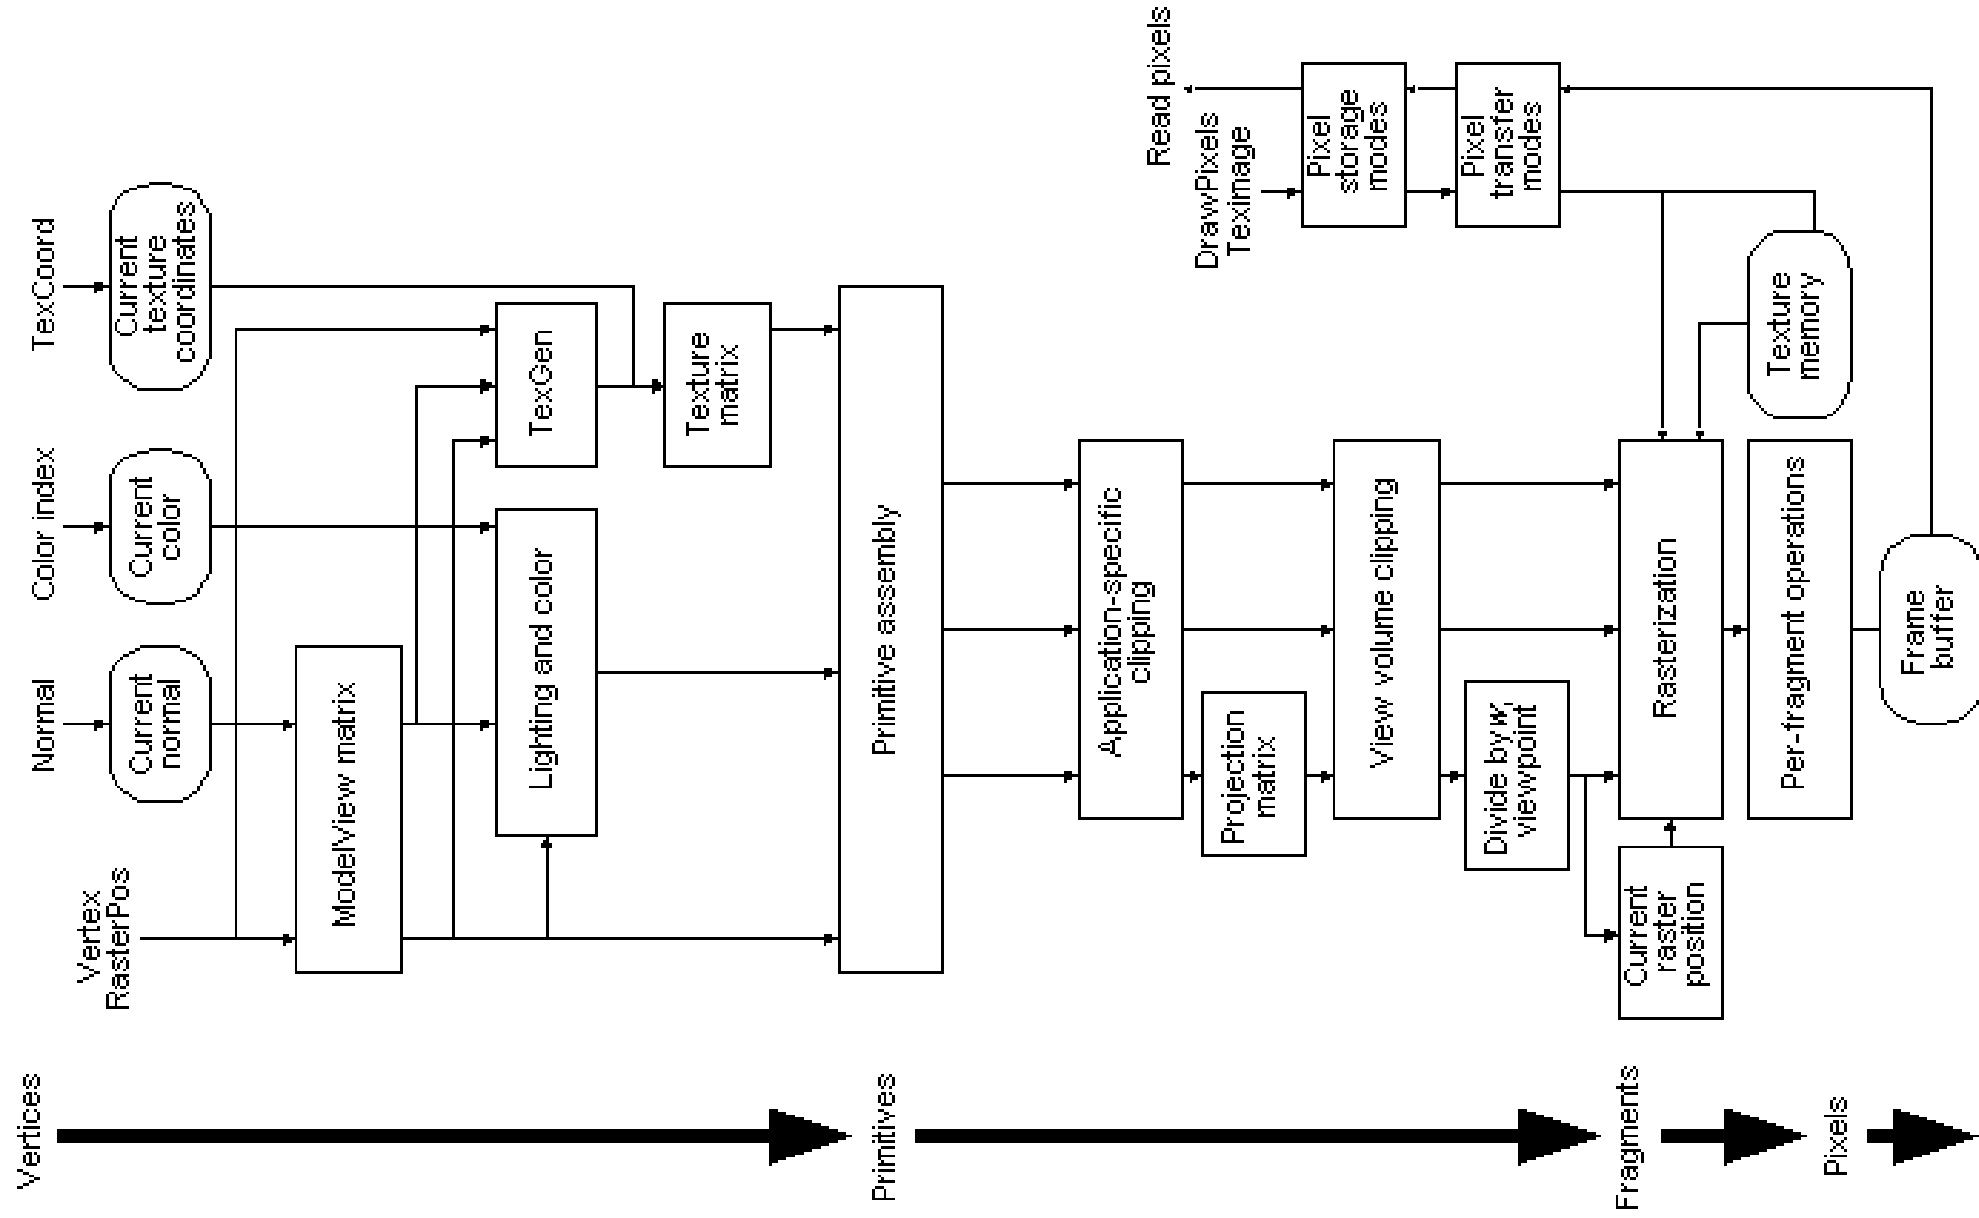 Vertices
Vertex
RasterPos
Normal
Color index
TexCoord
Current
normal
Current
color
Current
texture
coordinates
ModelView matrix
Lighting and color
TexGen
Texture
matrix
Primitives
Primitive assembly
Application-specific
clipping
Projection
matrix
View volume clipping
Divide by w,
viewpoint
Read pixels
DrawPixels
TexImage
Pixel
storage
modes
Pixel
transfer
modes
Fragments
Current
raster
position
Rasterization
Texture
memory
Per-fragment operations
Pixels
Frame
buffer